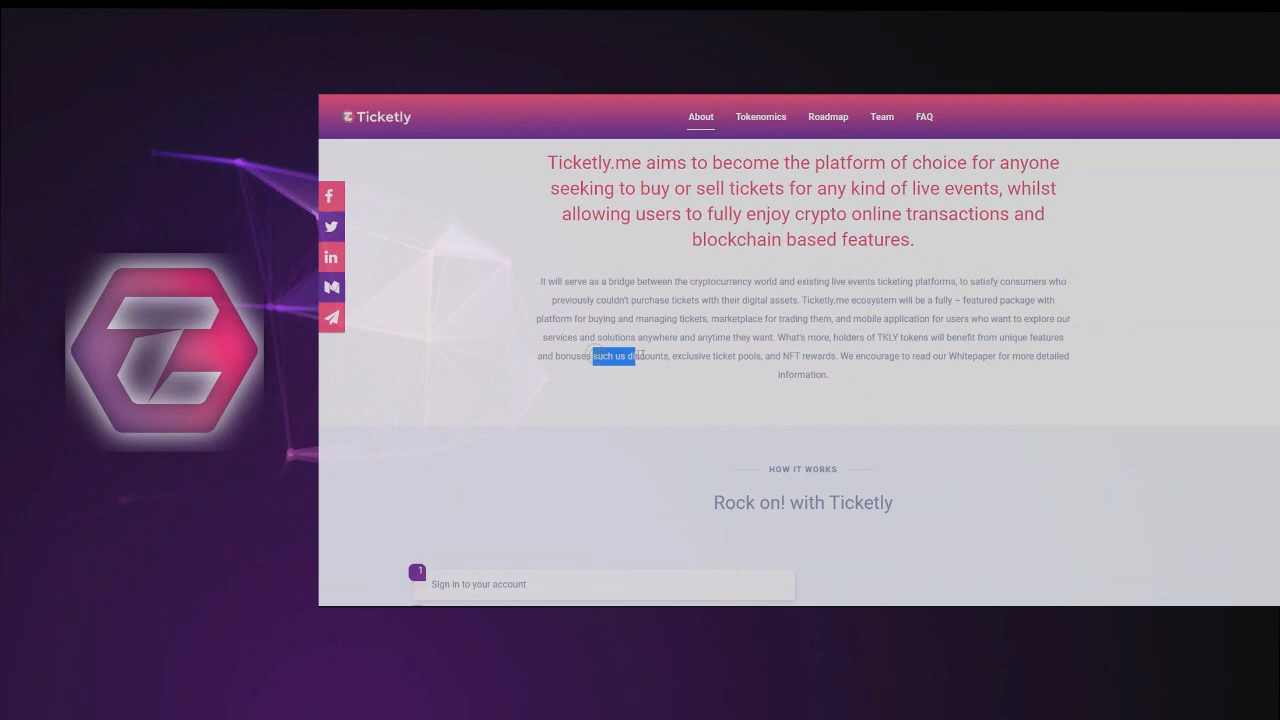 Ticketly
About Tokenomics Roadmap Team FAQ
Ticketly.me aims to become the platform of choice for anyone
seeking to buy or sell tickets for any kind of live events, whilst
allowing users to fully enjoy crypto online transactions and
blockchain based features.
It will serve as a bridge between the cryptocurrency world and existing live events ticketing platforms, to satisfy consumers who
previously couldn't purchase tickets with their digital assets. Ticketly.me ecosystem will be a fully – featured package with
platform for buying and managing tickets, marketplace for trading them, and mobile application for users who want to explore our
services and solutions anywhere and anytime they want. What's more, holders of TKLY tokens will benefit from unique features
and bonuses such us discounts, exclusive ticket pools, and NFT rewards. We encourage to read our Whitepaper for more detailed
information.
HOW IT WORKS
Rock on! with Ticketly
1
Sign in to your account